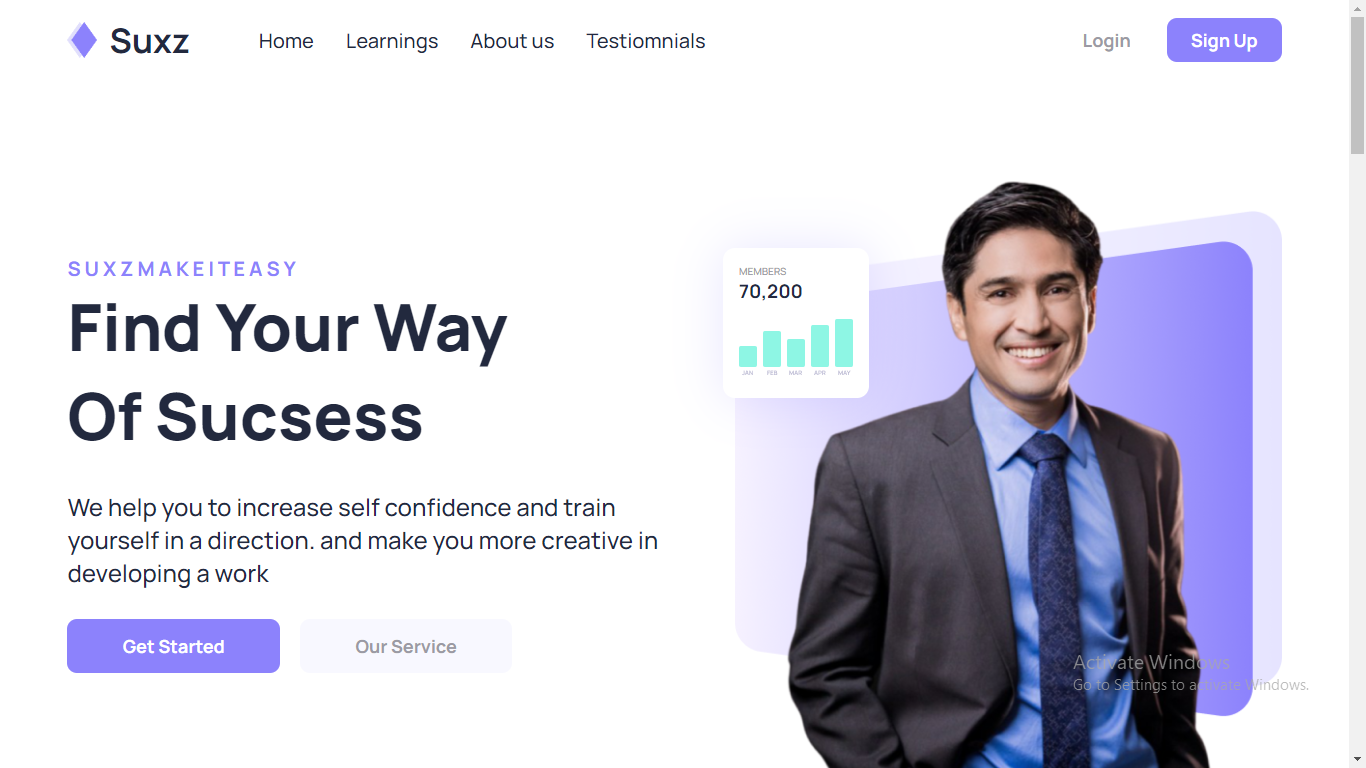 Suxz
Home Learnings About us Testiomnials
Login Sign Up
SUXZMAKEITEASY
Find Your Way
Of Sucsess
We help you to increase self confidence and train
yourself in a direction. and make you more creative in
developing a work
Get Started Our Service
MEMBERS
70,200
JAN FEB MAR APR MAY
Activate Windows
Go to Settings to activate Windows.